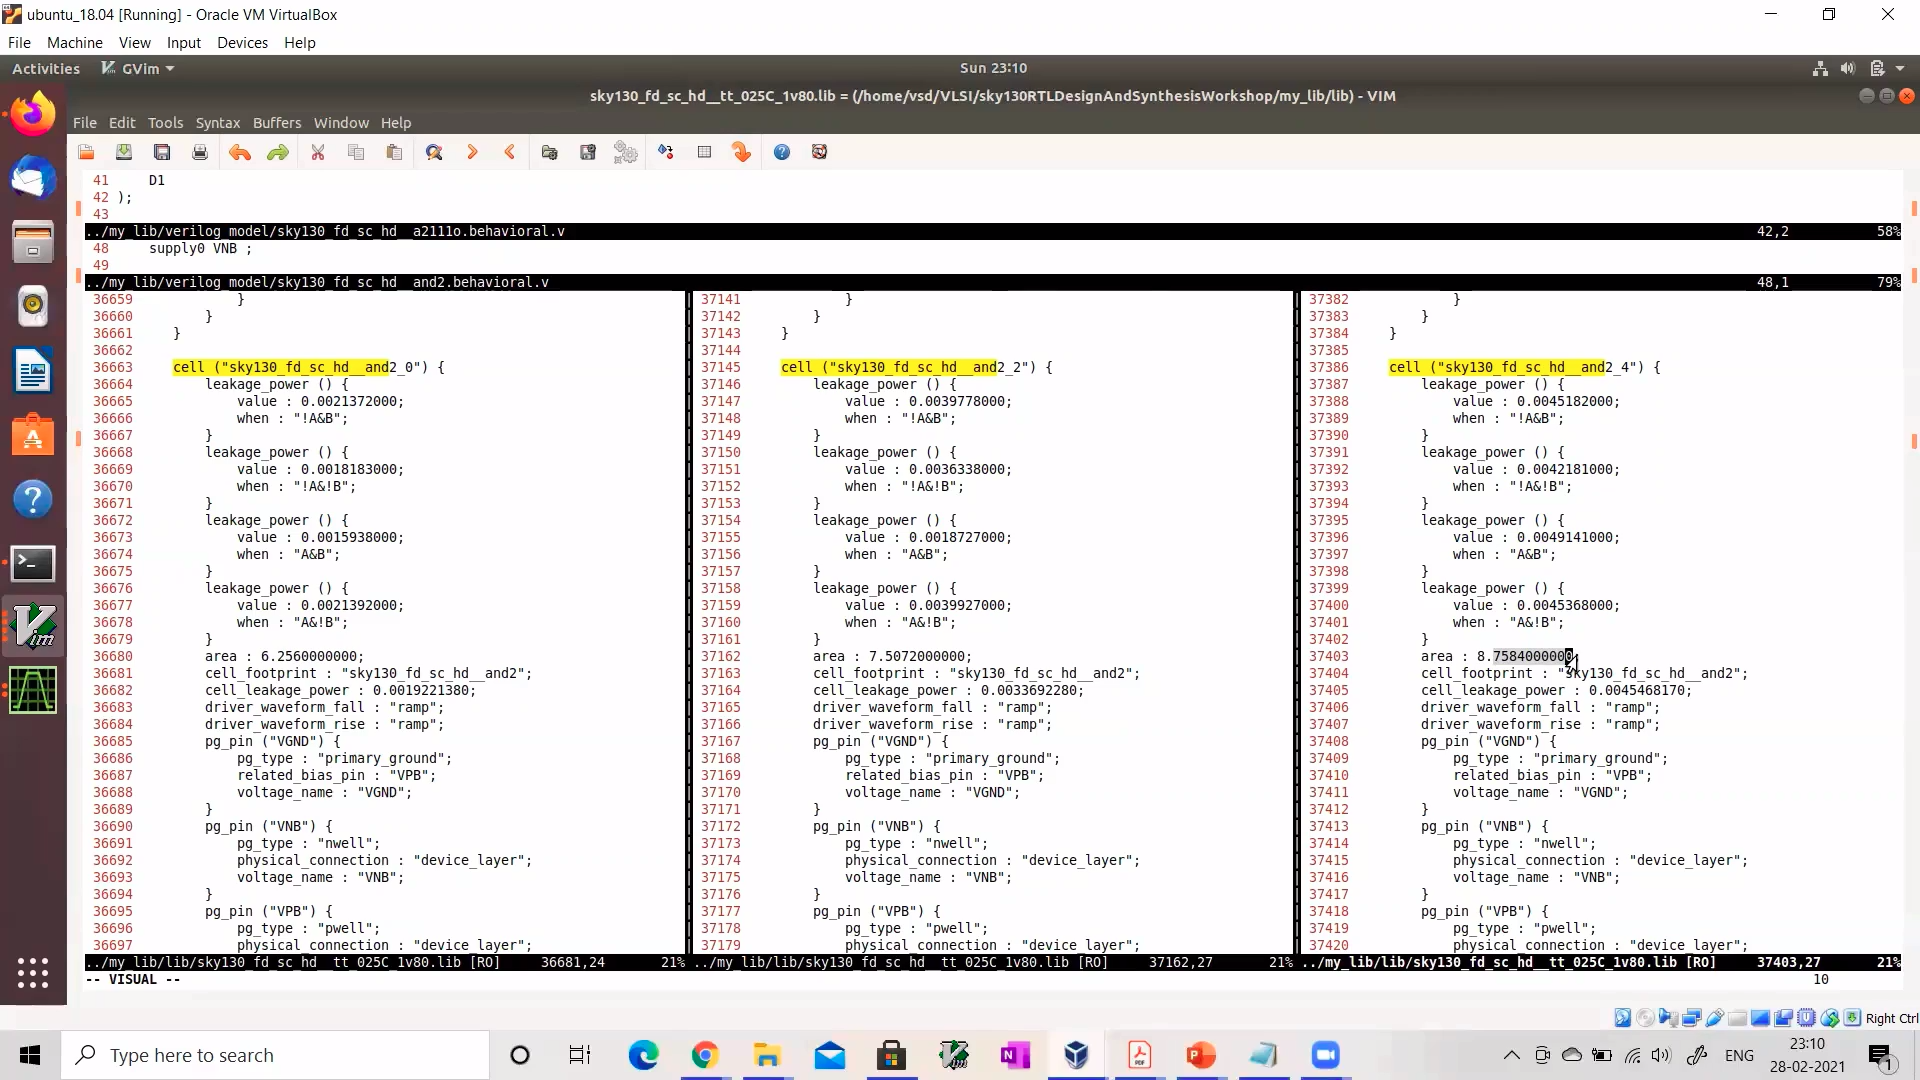 ubuntu_18.04 [Running] - Oracle VM VirtualBox
File Machine View Input Devices Help
Activities GVim Sun 23:10
sky130_fd_sc_hd__tt_025C_1v80.lib = (/home/vsd/VLSI/sky130RTLDesignAndSynthesisWorkshop/my_lib/lib) - VIM
File Edit Tools Syntax Buffers Window Help
41 D1
42 );
43
../my_lib/verilog_model/sky130_fd_sc_hd__a2111o.behavioral.v 42,2 58%
48 supply0 VNB ;
49
../my_lib/verilog_model/sky130_fd_sc_hd__and2.behavioral.v 48,1 79%
36659 }
36660 }
36661 }
36662
36663 cell ("sky130_fd_sc_hd__and2_0") {
36664 leakage_power () {
36665 value : 0.0021372000;
36666 when : "!A&B";
36667 }
36668 leakage_power () {
36669 value : 0.0018183000;
36670 when : "!A&!B";
36671 }
36672 leakage_power () {
36673 value : 0.0015938000;
36674 when : "A&B";
36675 }
36676 leakage_power () {
36677 value : 0.0021392000;
36678 when : "A&!B";
36679 }
36680 area : 6.2560000000;
36681 cell_footprint : "sky130_fd_sc_hd__and2";
36682 cell_leakage_power : 0.0019221380;
36683 driver_waveform_fall : "ramp";
36684 driver_waveform_rise : "ramp";
36685 pg_pin ("VGND") {
36686 pg_type : "primary_ground";
36687 related_bias_pin : "VPB";
36688 voltage_name : "VGND";
36689 }
36690 pg_pin ("VNB") {
36691 pg_type : "nwell";
36692 physical_connection : "device_layer";
36693 voltage_name : "VNB";
36694 }
36695 pg_pin ("VPB") {
36696 pg_type : "pwell";
36697 physical_connection : "device_layer";
../my_lib/lib/sky130_fd_sc_hd__tt_025C_1v80.lib [RO] 36681,24 21%
37141 }
37142 }
37143 }
37144
37145 cell ("sky130_fd_sc_hd__and2_2") {
37146 leakage_power () {
37147 value : 0.0039778000;
37148 when : "!A&B";
37149 }
37150 leakage_power () {
37151 value : 0.0036338000;
37152 when : "!A&!B";
37153 }
37154 leakage_power () {
37155 value : 0.0018727000;
37156 when : "A&B";
37157 }
37158 leakage_power () {
37159 value : 0.0039927000;
37160 when : "A&!B";
37161 }
37162 area : 7.5072000000;
37163 cell_footprint : "sky130_fd_sc_hd__and2";
37164 cell_leakage_power : 0.0033692280;
37165 driver_waveform_fall : "ramp";
37166 driver_waveform_rise : "ramp";
37167 pg_pin ("VGND") {
37168 pg_type : "primary_ground";
37169 related_bias_pin : "VPB";
37170 voltage_name : "VGND";
37171 }
37172 pg_pin ("VNB") {
37173 pg_type : "nwell";
37174 physical_connection : "device_layer";
37175 voltage_name : "VNB";
37176 }
37177 pg_pin ("VPB") {
37178 pg_type : "pwell";
37179 physical_connection : "device_layer";
../my_lib/lib/sky130_fd_sc_hd__tt_025C_1v80.lib [RO] 37162,27 21%
37382 }
37383 }
37384 }
37385
37386 cell ("sky130_fd_sc_hd__and2_4") {
37387 leakage_power () {
37388 value : 0.0045182000;
37389 when : "!A&B";
37390 }
37391 leakage_power () {
37392 value : 0.0042181000;
37393 when : "!A&!B";
37394 }
37395 leakage_power () {
37396 value : 0.0049141000;
37397 when : "A&B";
37398 }
37399 leakage_power () {
37400 value : 0.0045368000;
37401 when : "A&!B";
37402 }
37403 area : 8.7584000000;
37404 cell_footprint : "sky130_fd_sc_hd__and2";
37405 cell_leakage_power : 0.0045468170;
37406 driver_waveform_fall : "ramp";
37407 driver_waveform_rise : "ramp";
37408 pg_pin ("VGND") {
37409 pg_type : "primary_ground";
37410 related_bias_pin : "VPB";
37411 voltage_name : "VGND";
37412 }
37413 pg_pin ("VNB") {
37414 pg_type : "nwell";
37415 physical_connection : "device_layer";
37416 voltage_name : "VNB";
37417 }
37418 pg_pin ("VPB") {
37419 pg_type : "pwell";
37420 physical_connection : "device_layer";
../my_lib/lib/sky130_fd_sc_hd__tt_025C_1v80.lib [RO] 37403,27 21%
-- VISUAL -- 10
Right Ctrl
Type here to search
ENG
23:10
28-02-2021
1